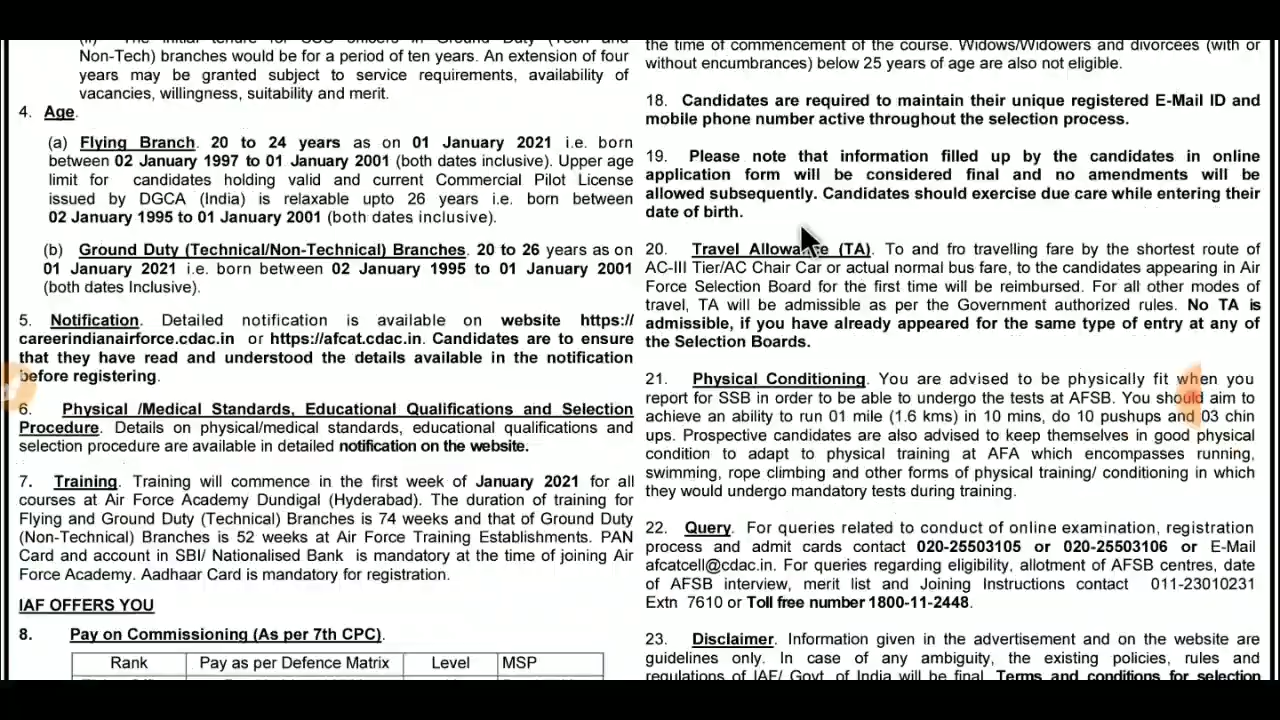 (ii) The initial tenure for SSC officers in Ground Duty (Tech and
Non-Tech) branches would be for a period of ten years. An extension of four
years may be granted subject to service requirements, availability of
vacancies, willingness, suitability and merit.
4. Age.
(a) Flying Branch. 20 to 24 years as on 01 January 2021 i.e. born
between 02 January 1997 to 01 January 2001 (both dates inclusive). Upper age
limit for candidates holding valid and current Commercial Pilot License
issued by DGCA (India) is relaxable upto 26 years i.e. born between
02 January 1995 to 01 January 2001 (both dates inclusive).
(b) Ground Duty (Technical/Non-Technical) Branches. 20 to 26 years as on
01 January 2021 i.e. born between 02 January 1995 to 01 January 2001
(both dates Inclusive).
5. Notification. Detailed notification is available on website https://
careerindianairforce.cdac.in or https://afcat.cdac.in. Candidates are to ensure
that they have read and understood the details available in the notification
before registering.
6. Physical /Medical Standards, Educational Qualifications and Selection
Procedure. Details on physical/medical standards, educational qualifications and
selection procedure are available in detailed notification on the website.
7. Training. Training will commence in the first week of January 2021 for all
courses at Air Force Academy Dundigal (Hyderabad). The duration of training for
Flying and Ground Duty (Technical) Branches is 74 weeks and that of Ground Duty
(Non-Technical) Branches is 52 weeks at Air Force Training Establishments. PAN
Card and account in SBI/ Nationalised Bank is mandatory at the time of joining Air
Force Academy. Aadhaar Card is mandatory for registration.
IAF OFFERS YOU
8. Pay on Commissioning (As per 7th CPC).
Rank Pay as per Defence Matrix Level MSP
the time of commencement of the course. Widows/Widowers and divorcees (with or
without encumbrances) below 25 years of age are also not eligible.
18. Candidates are required to maintain their unique registered E-Mail ID and
mobile phone number active throughout the selection process.
19. Please note that information filled up by the candidates in online
application form will be considered final and no amendments will be
allowed subsequently. Candidates should exercise due care while entering their
date of birth.
20. Travel Allowance (TA). To and fro travelling fare by the shortest route of
AC-III Tier/AC Chair Car or actual normal bus fare, to the candidates appearing in Air
Force Selection Board for the first time will be reimbursed. For all other modes of
travel, TA will be admissible as per the Government authorized rules. No TA is
admissible, if you have already appeared for the same type of entry at any of
the Selection Boards.
21. Physical Conditioning. You are advised to be physically fit when you
report for SSB in order to be able to undergo the tests at AFSB. You should aim to
achieve an ability to run 01 mile (1.6 kms) in 10 mins, do 10 pushups and 03 chin
ups. Prospective candidates are also advised to keep themselves in good physical
condition to adapt to physical training at AFA which encompasses running,
swimming, rope climbing and other forms of physical training/ conditioning in which
they would undergo mandatory tests during training.
22. Query. For queries related to conduct of online examination, registration
process and admit cards contact 020-25503105 or 020-25503106 or E-Mail
afcatcell@cdac.in. For queries regarding eligibility, allotment of AFSB centres, date
of AFSB interview, merit list and Joining Instructions contact 011-23010231
Extn 7610 or Toll free number 1800-11-2448.
23. Disclaimer. Information given in the advertisement and on the website are
guidelines only. In case of any ambiguity, the existing policies, rules and
regulations of IAF/ Govt. of India will be final. Terms and conditions for selection